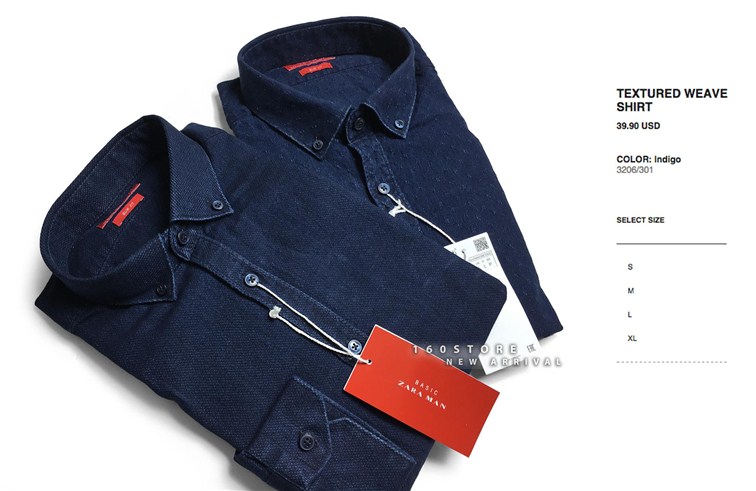 TEXTURED WEAVE
SHIRT
39.90 USD
COLOR: Indigo
3206/301
SELECT SIZE
S
M
L
XL
160STORE
NEW ARRIVAL
BASIC
ZARA MAN